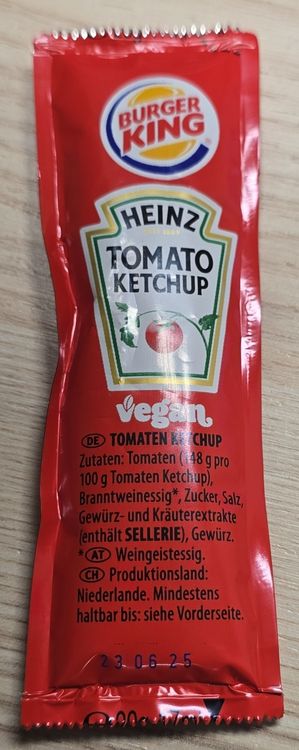 BURGER
KING
HEINZ
TOMATO
KETCHUP
vegan
DE TOMATEN KETCHUP
Zutaten: Tomaten (148 g pro
100 g Tomaten Ketchup),
Branntweinessig*, Zucker, Salz,
Gewürz- und Kräuterextrakte
(enthält SELLERIE), Gewürz.
*AT Weingeistessig.
CH Produktionsland:
Niederlande. Mindestens
haltbar bis: siehe Vorderseite.
23 06 25